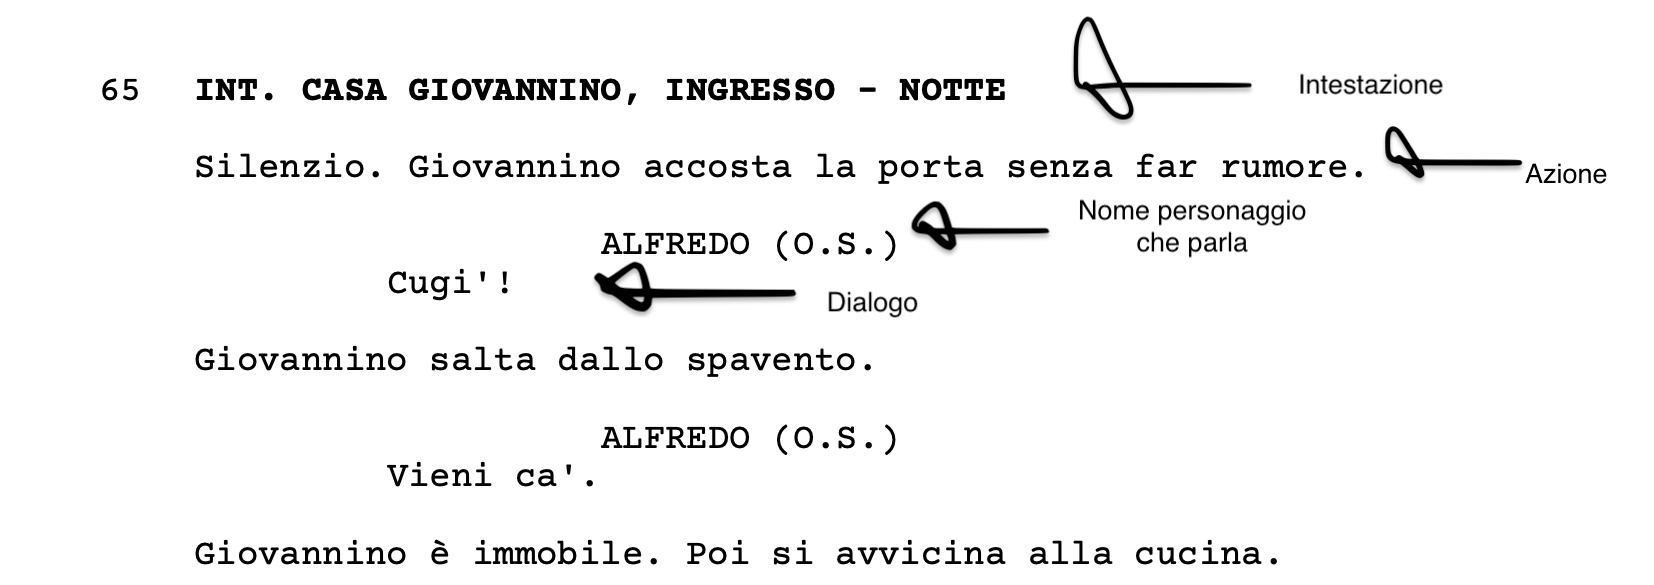 65 INT. CASA GIOVANNINO, INGRESSO - NOTTE
Intestazione
Silenzio. Giovannino accosta la porta senza far rumore.
Azione
Nome personaggio
che parla
ALFREDO (O.S.)
Cugi'!
Dialogo
Giovannino salta dallo spavento.
ALFREDO (O.S.)
Vieni ca'.
Giovannino è immobile. Poi si avvicina alla cucina.